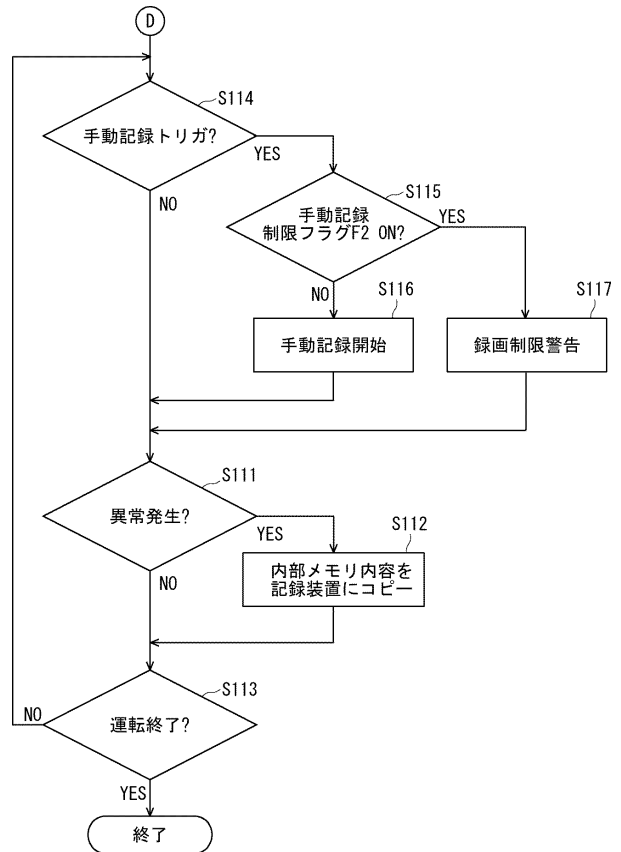 D
S114
手動記録トリガ?
YES
NO
S115
手動記録
制限フラグF2 ON?
YES
NO
S116
手動記録開始
S117
録画制限警告
S111
異常発生?
YES
NO
S112
内部メモリ内容を
記録装置にコピー
S113
運転終了?
NO
YES
終了